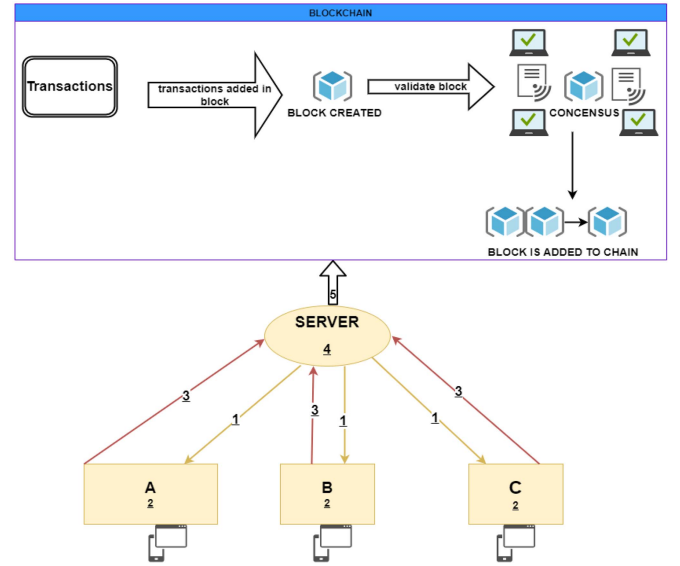 BLOCKCHAIN
Transactions
transactions added in
block
BLOCK CREATED
validate block
CONCENSUS
BLOCK IS ADDED TO CHAIN
5
SERVER
4
3
1
3
1
1
3
A
2
B
2
C
2